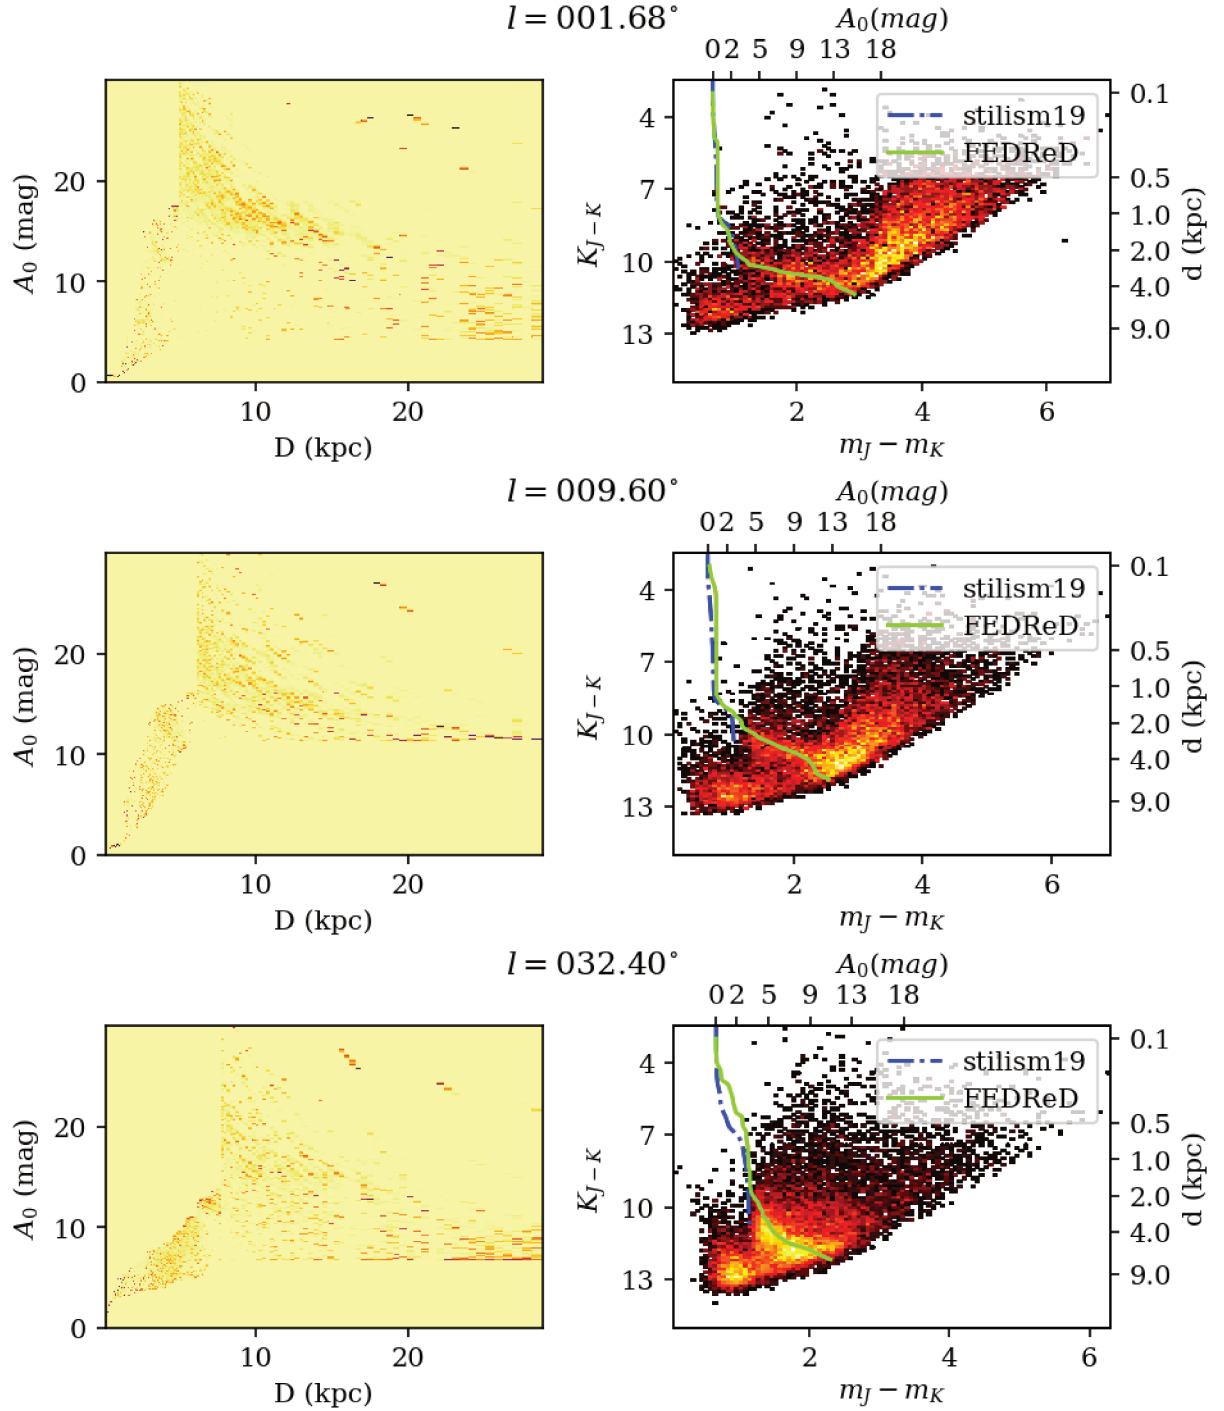 l = 001.68°
A₀(mag)
0 2 5 9 13 18
A₀ (mag)
20
10
0
10 20
D (kpc)
K_{J−K}
4
7
10
13
stilism19
FEDReD
0.1
0.5
1.0
2.0
4.0
9.0
d (kpc)
2 4 6
m_J − m_K
l = 009.60°
A₀(mag)
0 2 5 9 13 18
A₀ (mag)
20
10
0
10 20
D (kpc)
K_{J−K}
4
7
10
13
stilism19
FEDReD
0.1
0.5
1.0
2.0
4.0
9.0
d (kpc)
2 4 6
m_J − m_K
l = 032.40°
A₀(mag)
0 2 5 9 13 18
A₀ (mag)
20
10
0
10 20
D (kpc)
K_{J−K}
4
7
10
13
stilism19
FEDReD
0.1
0.5
1.0
2.0
4.0
9.0
d (kpc)
2 4 6
m_J − m_K